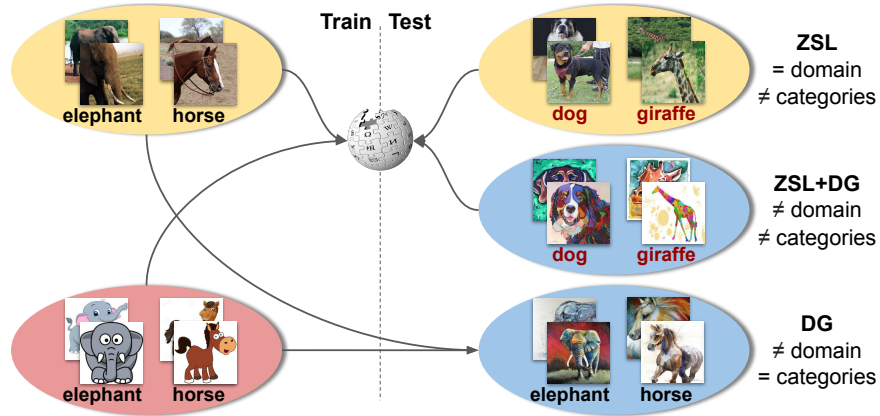 Train Test
elephant horse
dog giraffe
ZSL
= domain
≠ categories
dog giraffe
ZSL+DG
≠ domain
≠ categories
elephant horse
elephant horse
DG
≠ domain
= categories